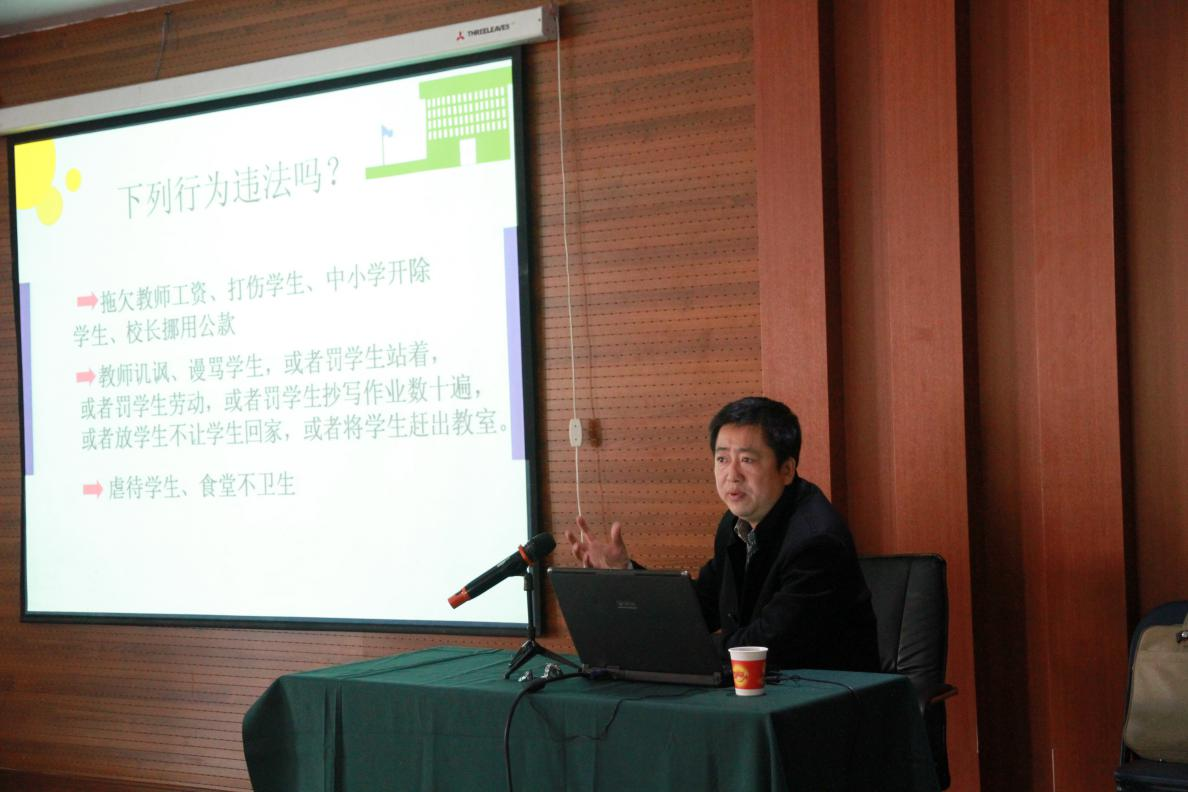 THREELEAVES
下列行为违法吗？
拖欠教师工资、打伤学生、中小学开除
学生、校长挪用公款
教师讥讽、谩骂学生，或者罚学生站着，
或者罚学生劳动，或者罚学生抄写作业数十遍，
或者放学生不让学生回家，或者将学生赶出教室。
虐待学生、食堂不卫生